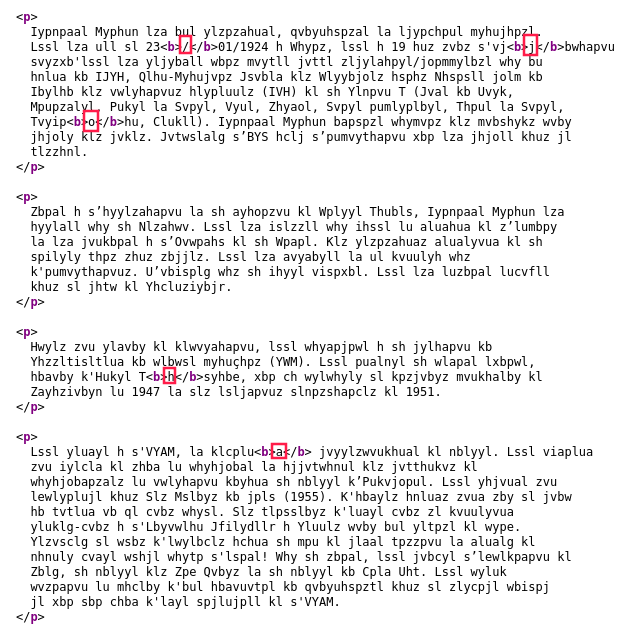 <p>
Iypnpaal Myphun lza bul ylzpzahual, qvbyuhspzal la ljypchpul myhujhpzl.
Lssl lza ull sl 23<b>/</b>01/1924 h Whypz, lssl h 19 huz zvbz s'vj<b>j</b>bwhapvu
svyzxb'lssl lza yljyball wbpz mvytll jvttl zljylahpyl/jopmmylbzl why bu
hnlua kb IJYH, Qlhu-Myhujvpz Jsvbla klz Wlyybjolz hsphz Nhspsll jolm kb
Ibylhb klz vwlyhapvuz hlypluulz (IVH) kl sh Ylnpvu T (Jval kb Uvyk,
Mpupzalyl, Pukyl la Svpyl, Vyul, Zhyaol, Svpyl pumlyplbyl, Thpul la Svpyl,
Tvyip<b>o</b>hu, Clukll). Iypnpaal Myphun bapszpl whymvpz klz mvbshykz wvby
jhjoly klz jvklz. Jvtwslalg s’BYS hclj s’pumvythapvu xbp lza jhjoll khuz jl
tlzzhnl.
</p>
<p>
Zbpal h s’hyylzahapvu la sh ayhopzvu kl Wplyyl Thubls, Iypnpaal Myphun lza
hyylall why sh Nlzahwv. Lssl lza islzzll why ihssl lu aluahua kl z’lumbpy
la lza jvukbpal h s’Ovwpahs kl sh Wpapl. Klz ylzpzahuaz alualyvua kl sh
spilyly thpz zhuz zbjjlz. Lssl lza avyabyll la ul kvuulyh whz
k'pumvythapvuz. U’vbisplg whz sh ihyyl vispxbl. Lssl lza luzbpal lucvfll
khuz sl jhtw kl Yhcluziybjr.
</p>
<p>
Hwylz zvu ylavby kl klwvyahapvu, lssl whyapjpwl h sh jylhapvu kb
Yhzzltisltlua kb wlbwsl myhuçhpz (YWM). Lssl pualnyl sh wlapal lxbpwl,
hbavby k'Hukyl T<b>h</b>syhbe, xbp ch wylwhyly sl kpzjvbyz mvukhalby kl
Zayhzivbyn lu 1947 la slz lsljapvuz slnpzshapclz kl 1951.
</p>
<p>
Lssl yluayl h s'VYAM, la klcplu<b>a</b> jvyylzwvukhual kl nblyyl. Lssl viaplua
zvu iylcla kl zhba lu whyhjobal la hjjvtwhnul klz jvtthukvz kl
whyhjobapzalz lu vwlyhapvu kbyhua sh nblyyl k’Pukvjopul. Lssl yhjvual zvu
lewlyplujl khuz Slz Mslbyz kb jpls (1955). K'hbaylz hnluaz zvua zby sl jvbw
hb tvtlua vb ql cvbz whysl. Slz tlpsslbyz k'luayl cvbz zl kvuulyvua
yluklg-cvbz h s'Lbyvwlhu Jfilydllr h Yluulz wvby bul yltpzl kl wype.
Ylzvsclg sl wsbz k'lwylbclz hchua sh mpu kl jlaal tpzzpvu la alualg kl
nhnuly cvayl wshjl whytp s'lspal! Why sh zbpal, lssl jvbcyl s’lewlkpapvu kl
Zblg, sh nblyyl klz Zpe Qvbyz la sh nblyyl kb Cpla Uht. Lssl wyluk
wvzpapvu lu mhclby k'bul hbavuvtpl kb qvbyuhspztl khuz sl zlycpjl wbispj
jl xbp sbp chba k'layl spjlujpll kl s'VYAM.
</p>